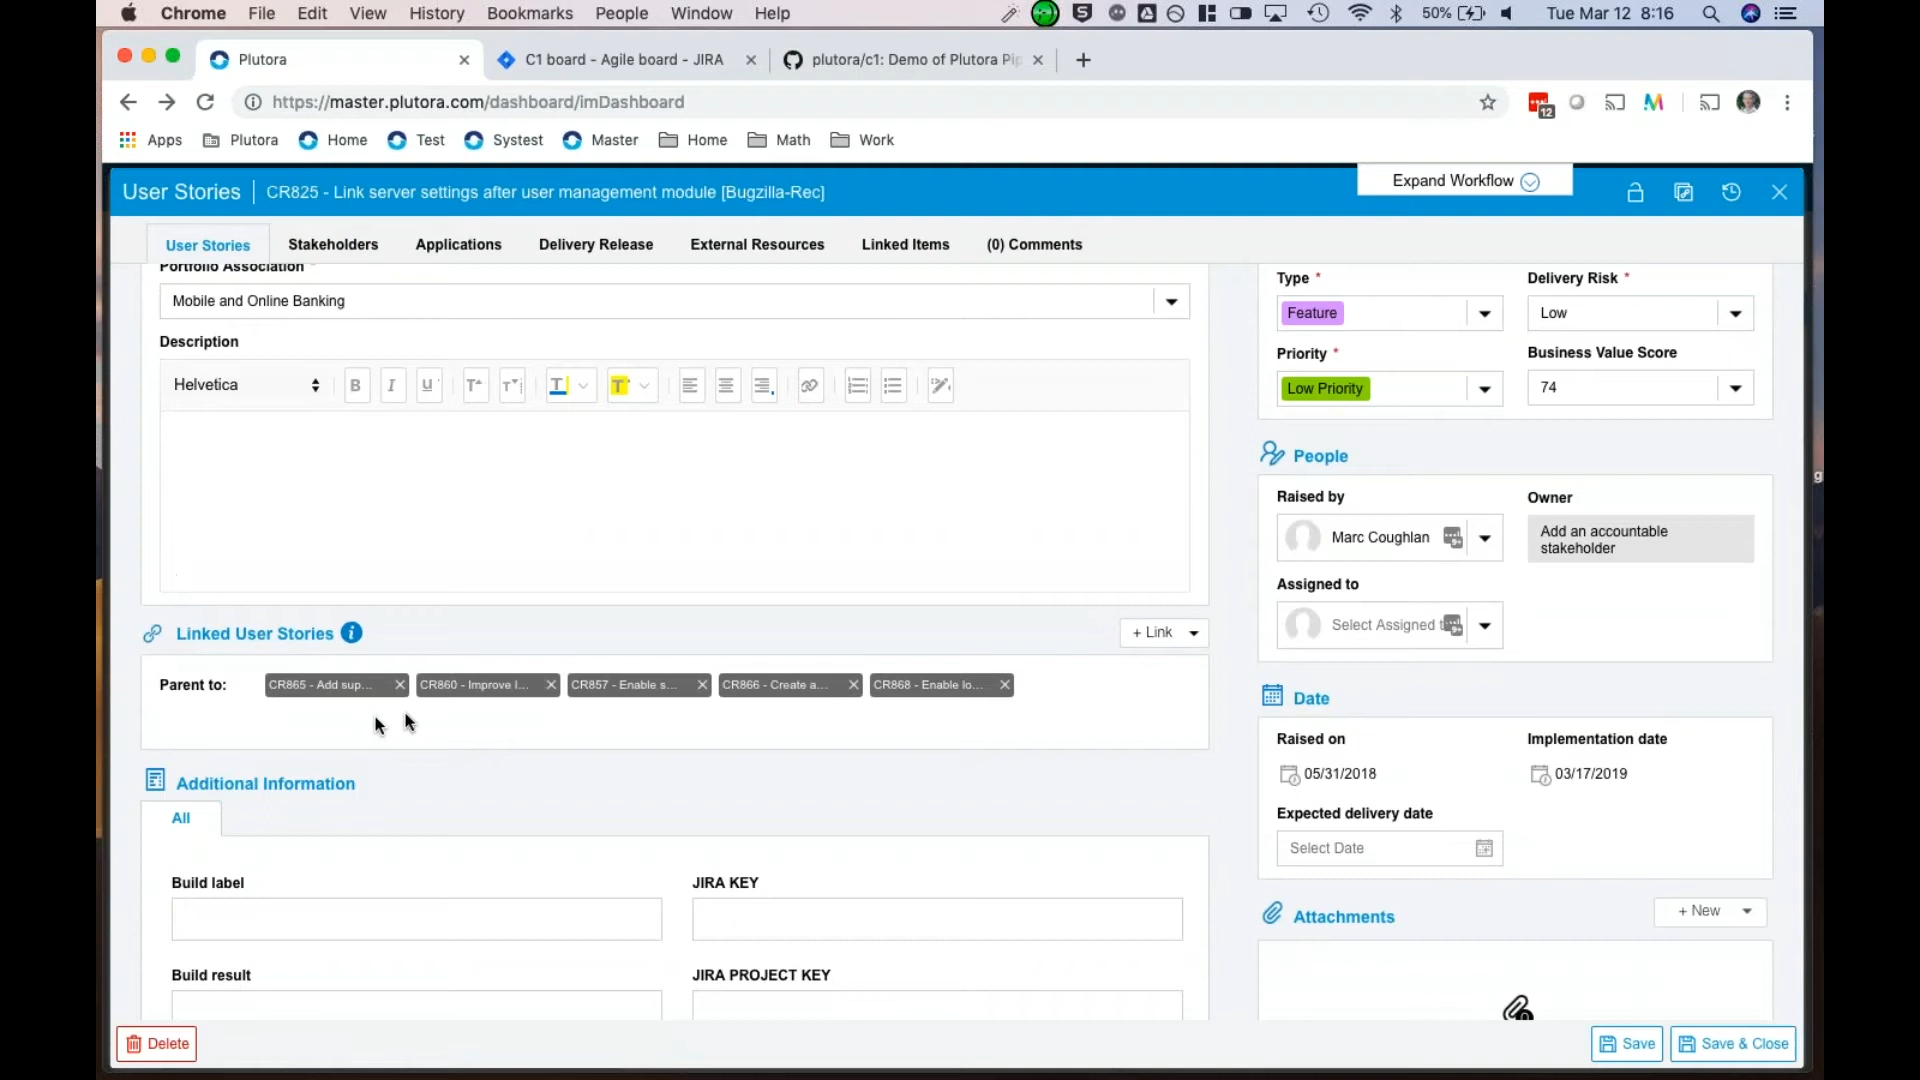 Chrome File Edit View History Bookmarks People Window Help 50% Tue Mar 12 8:16
Plutora C1 board - Agile board - JIRA plutora/c1: Demo of Plutora Pip
https://master.plutora.com/dashboard/imDashboard 12
Apps Plutora Home Test Systest Master Home Math Work
User Stories CR825 - Link server settings after user management module [Bugzilla-Rec] Expand Workflow
User Stories Stakeholders Applications Delivery Release External Resources Linked Items (0) Comments
Portfolio Association
Mobile and Online Banking
Description
Helvetica B I U
Linked User Stories + Link
Parent to: CR865 - Add sup... CR860 - Improve I... CR857 - Enable s... CR866 - Create a... CR868 - Enable lo...
Additional Information
All
Build label JIRA KEY
Build result JIRA PROJECT KEY
Type * Delivery Risk *
Feature Low
Priority * Business Value Score
Low Priority 74
People
Raised by Owner
Marc Coughlan Add an accountable
stakeholder
Assigned to
Select Assigned t
Date
Raised on Implementation date
05/31/2018 03/17/2019
Expected delivery date
Select Date
Attachments + New
Delete Save Save & Close